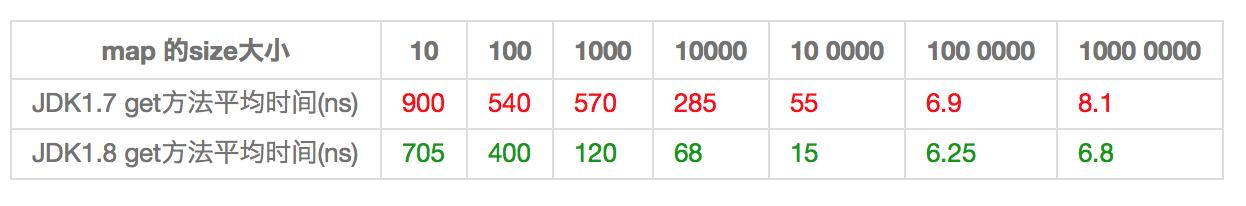 map 的size大小 10 100 1000 10000 10 0000 100 0000 1000 0000
JDK1.7 get方法平均时间(ns) 900 540 570 285 55 6.9 8.1
JDK1.8 get方法平均时间(ns) 705 400 120 68 15 6.25 6.8